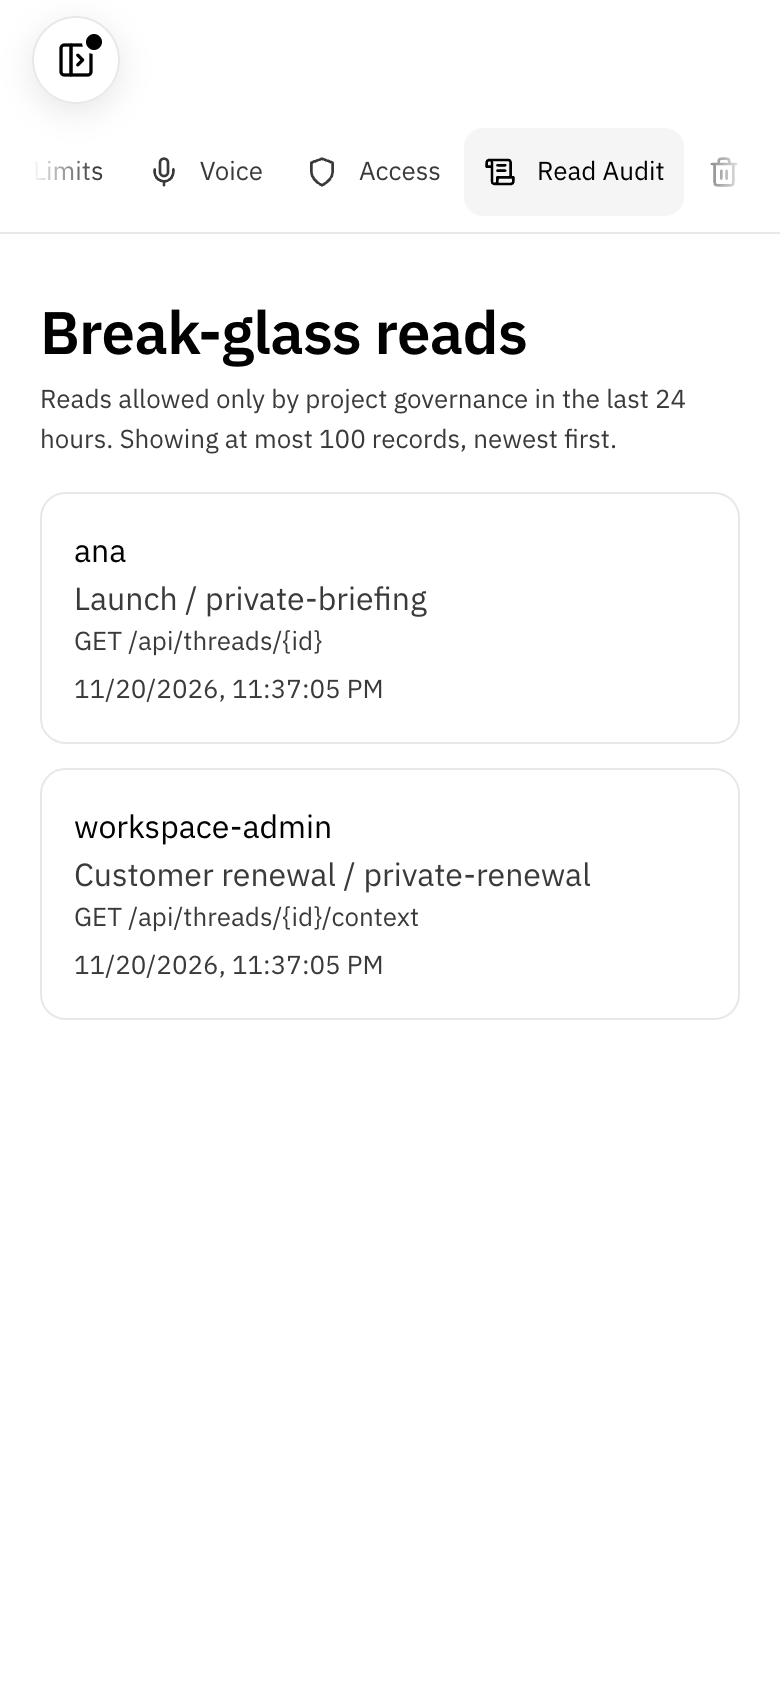 Limits
Voice
Access
Read Audit
Break-glass reads
Reads allowed only by project governance in the last 24
hours. Showing at most 100 records, newest first.
ana
Launch / private-briefing
GET /api/threads/{id}
11/20/2026, 11:37:05 PM
workspace-admin
Customer renewal / private-renewal
GET /api/threads/{id}/context
11/20/2026, 11:37:05 PM